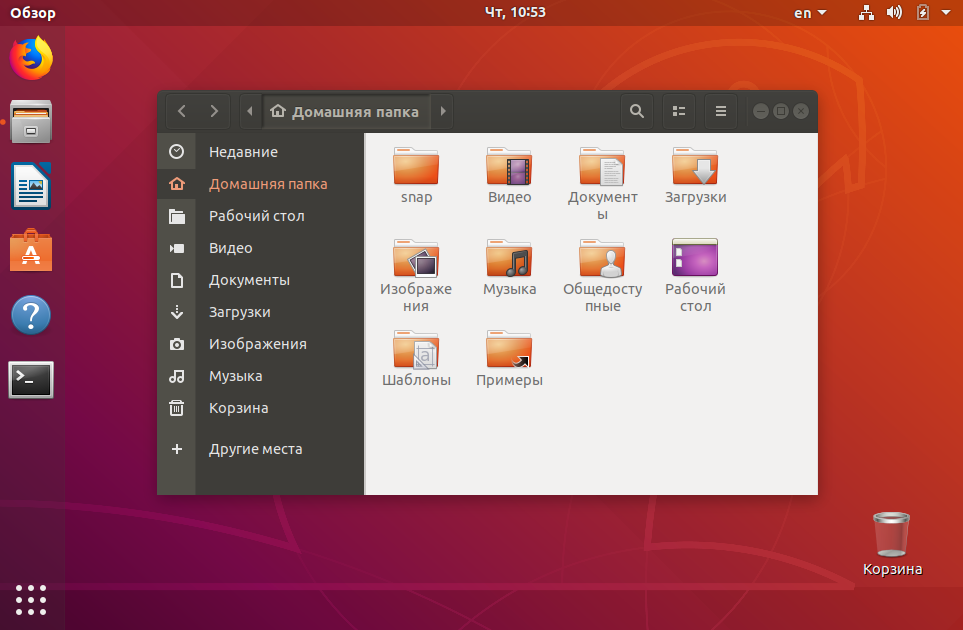 Обзор
Чт, 10:53
en
Домашняя папка
Недавние
Домашняя папка
Рабочий стол
Видео
Документы
Загрузки
Изображения
Музыка
Корзина
Другие места
snap
Видео
Документ
ы
Загрузки
Изображе
ния
Музыка
Общедосту
пные
Рабочий
стол
Шаблоны
Примеры
Корзина